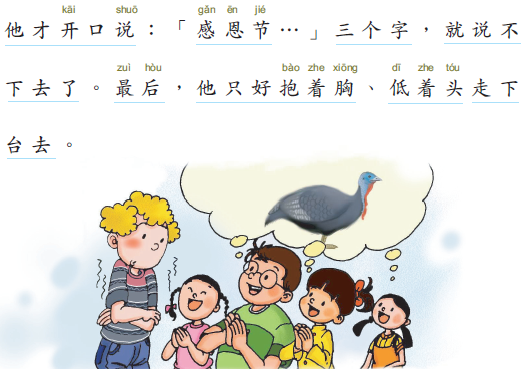 kāi shuō gǎn ēn jié
他才开口说：「感恩节…」三个字，就说不
zuì hòu bào zhe xiōng dī zhe tóu
下去了。最后，他只好抱着胸、低着头走下
台去。